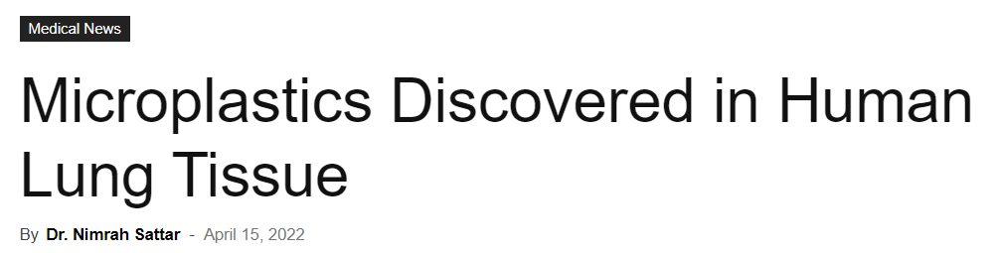 Medical News
Microplastics Discovered in Human
Lung Tissue
By Dr. Nimrah Sattar - April 15, 2022